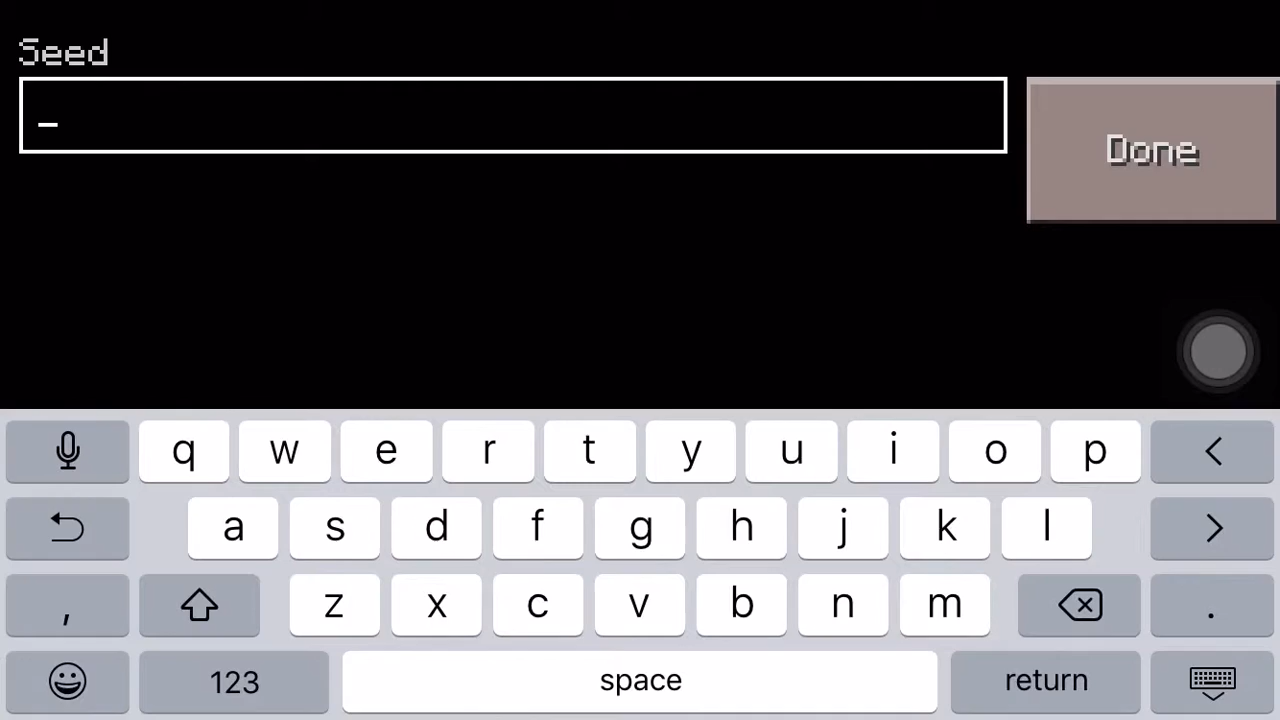 Seed
_
Done
q w e r t y u i o p <
a s d f g h j k l >
, z x c v b n m .
123 space return